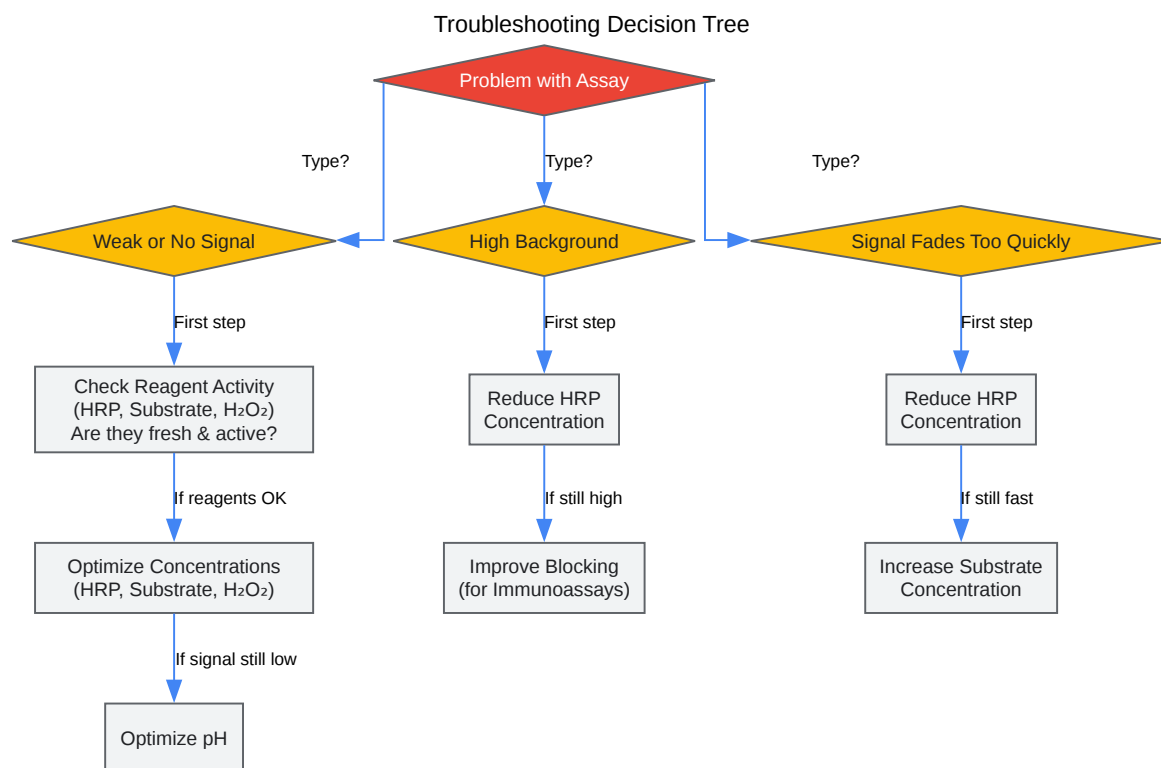 Troubleshooting Decision Tree
Problem with Assay
Type?
Type?
Type?
Weak or No Signal
High Background
Signal Fades Too Quickly
First step
First step
First step
Check Reagent Activity
(HRP, Substrate, H₂O₂)
Are they fresh & active?
Reduce HRP
Concentration
Reduce HRP
Concentration
If reagents OK
If still high
If still fast
Optimize Concentrations
(HRP, Substrate, H₂O₂)
Improve Blocking
(for Immunoassays)
Increase Substrate
Concentration
If signal still low
Optimize pH